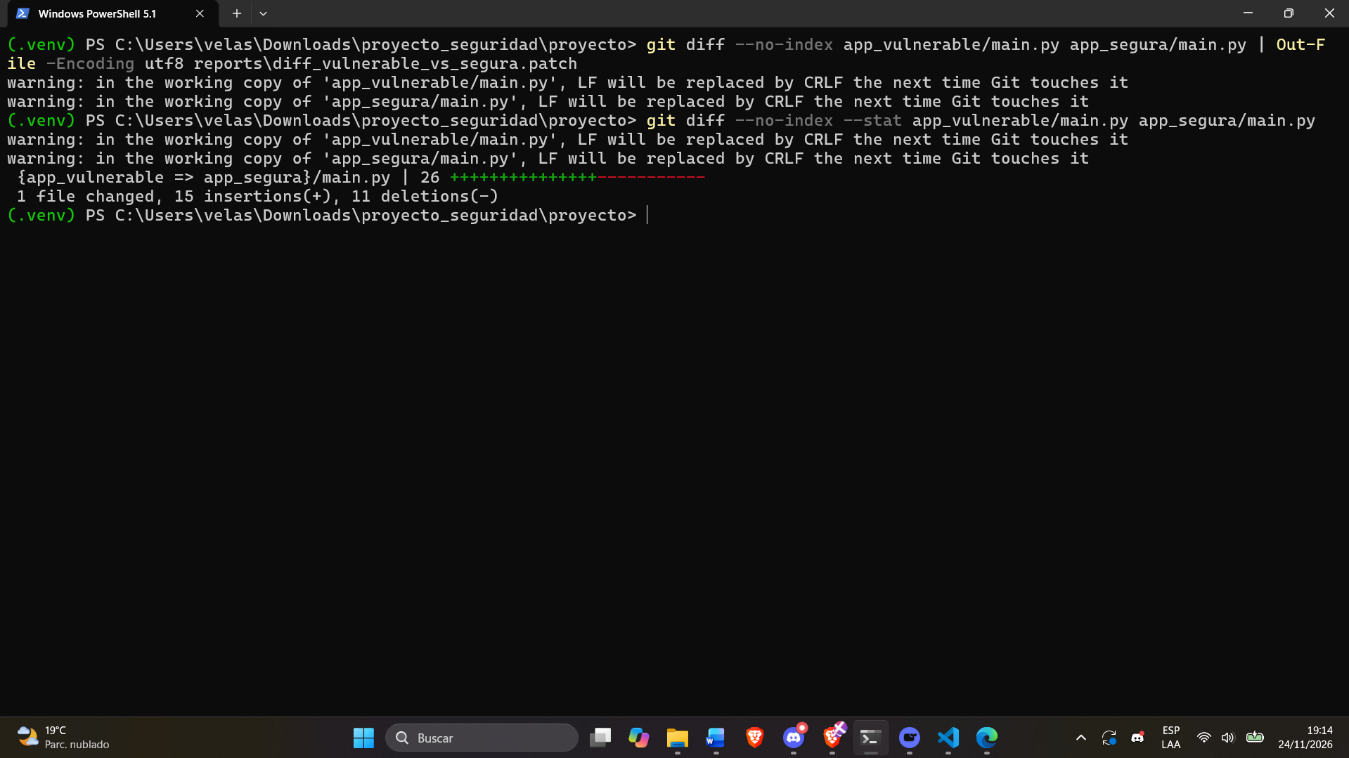 Windows PowerShell 5.1
(.venv) PS C:\Users\velas\Downloads\proyecto_seguridad\proyecto> git diff --no-index app_vulnerable/main.py app_segura/main.py | Out-F
ile -Encoding utf8 reports\diff_vulnerable_vs_segura.patch
warning: in the working copy of 'app_vulnerable/main.py', LF will be replaced by CRLF the next time Git touches it
warning: in the working copy of 'app_segura/main.py', LF will be replaced by CRLF the next time Git touches it
(.venv) PS C:\Users\velas\Downloads\proyecto_seguridad\proyecto> git diff --no-index --stat app_vulnerable/main.py app_segura/main.py
warning: in the working copy of 'app_vulnerable/main.py', LF will be replaced by CRLF the next time Git touches it
warning: in the working copy of 'app_segura/main.py', LF will be replaced by CRLF the next time Git touches it
 {app_vulnerable => app_segura}/main.py | 26 +++++++++++++++-----------
 1 file changed, 15 insertions(+), 11 deletions(-)
(.venv) PS C:\Users\velas\Downloads\proyecto_seguridad\proyecto>
19°C
Parc. nublado
Buscar
ESP
LAA
19:14
24/11/2026